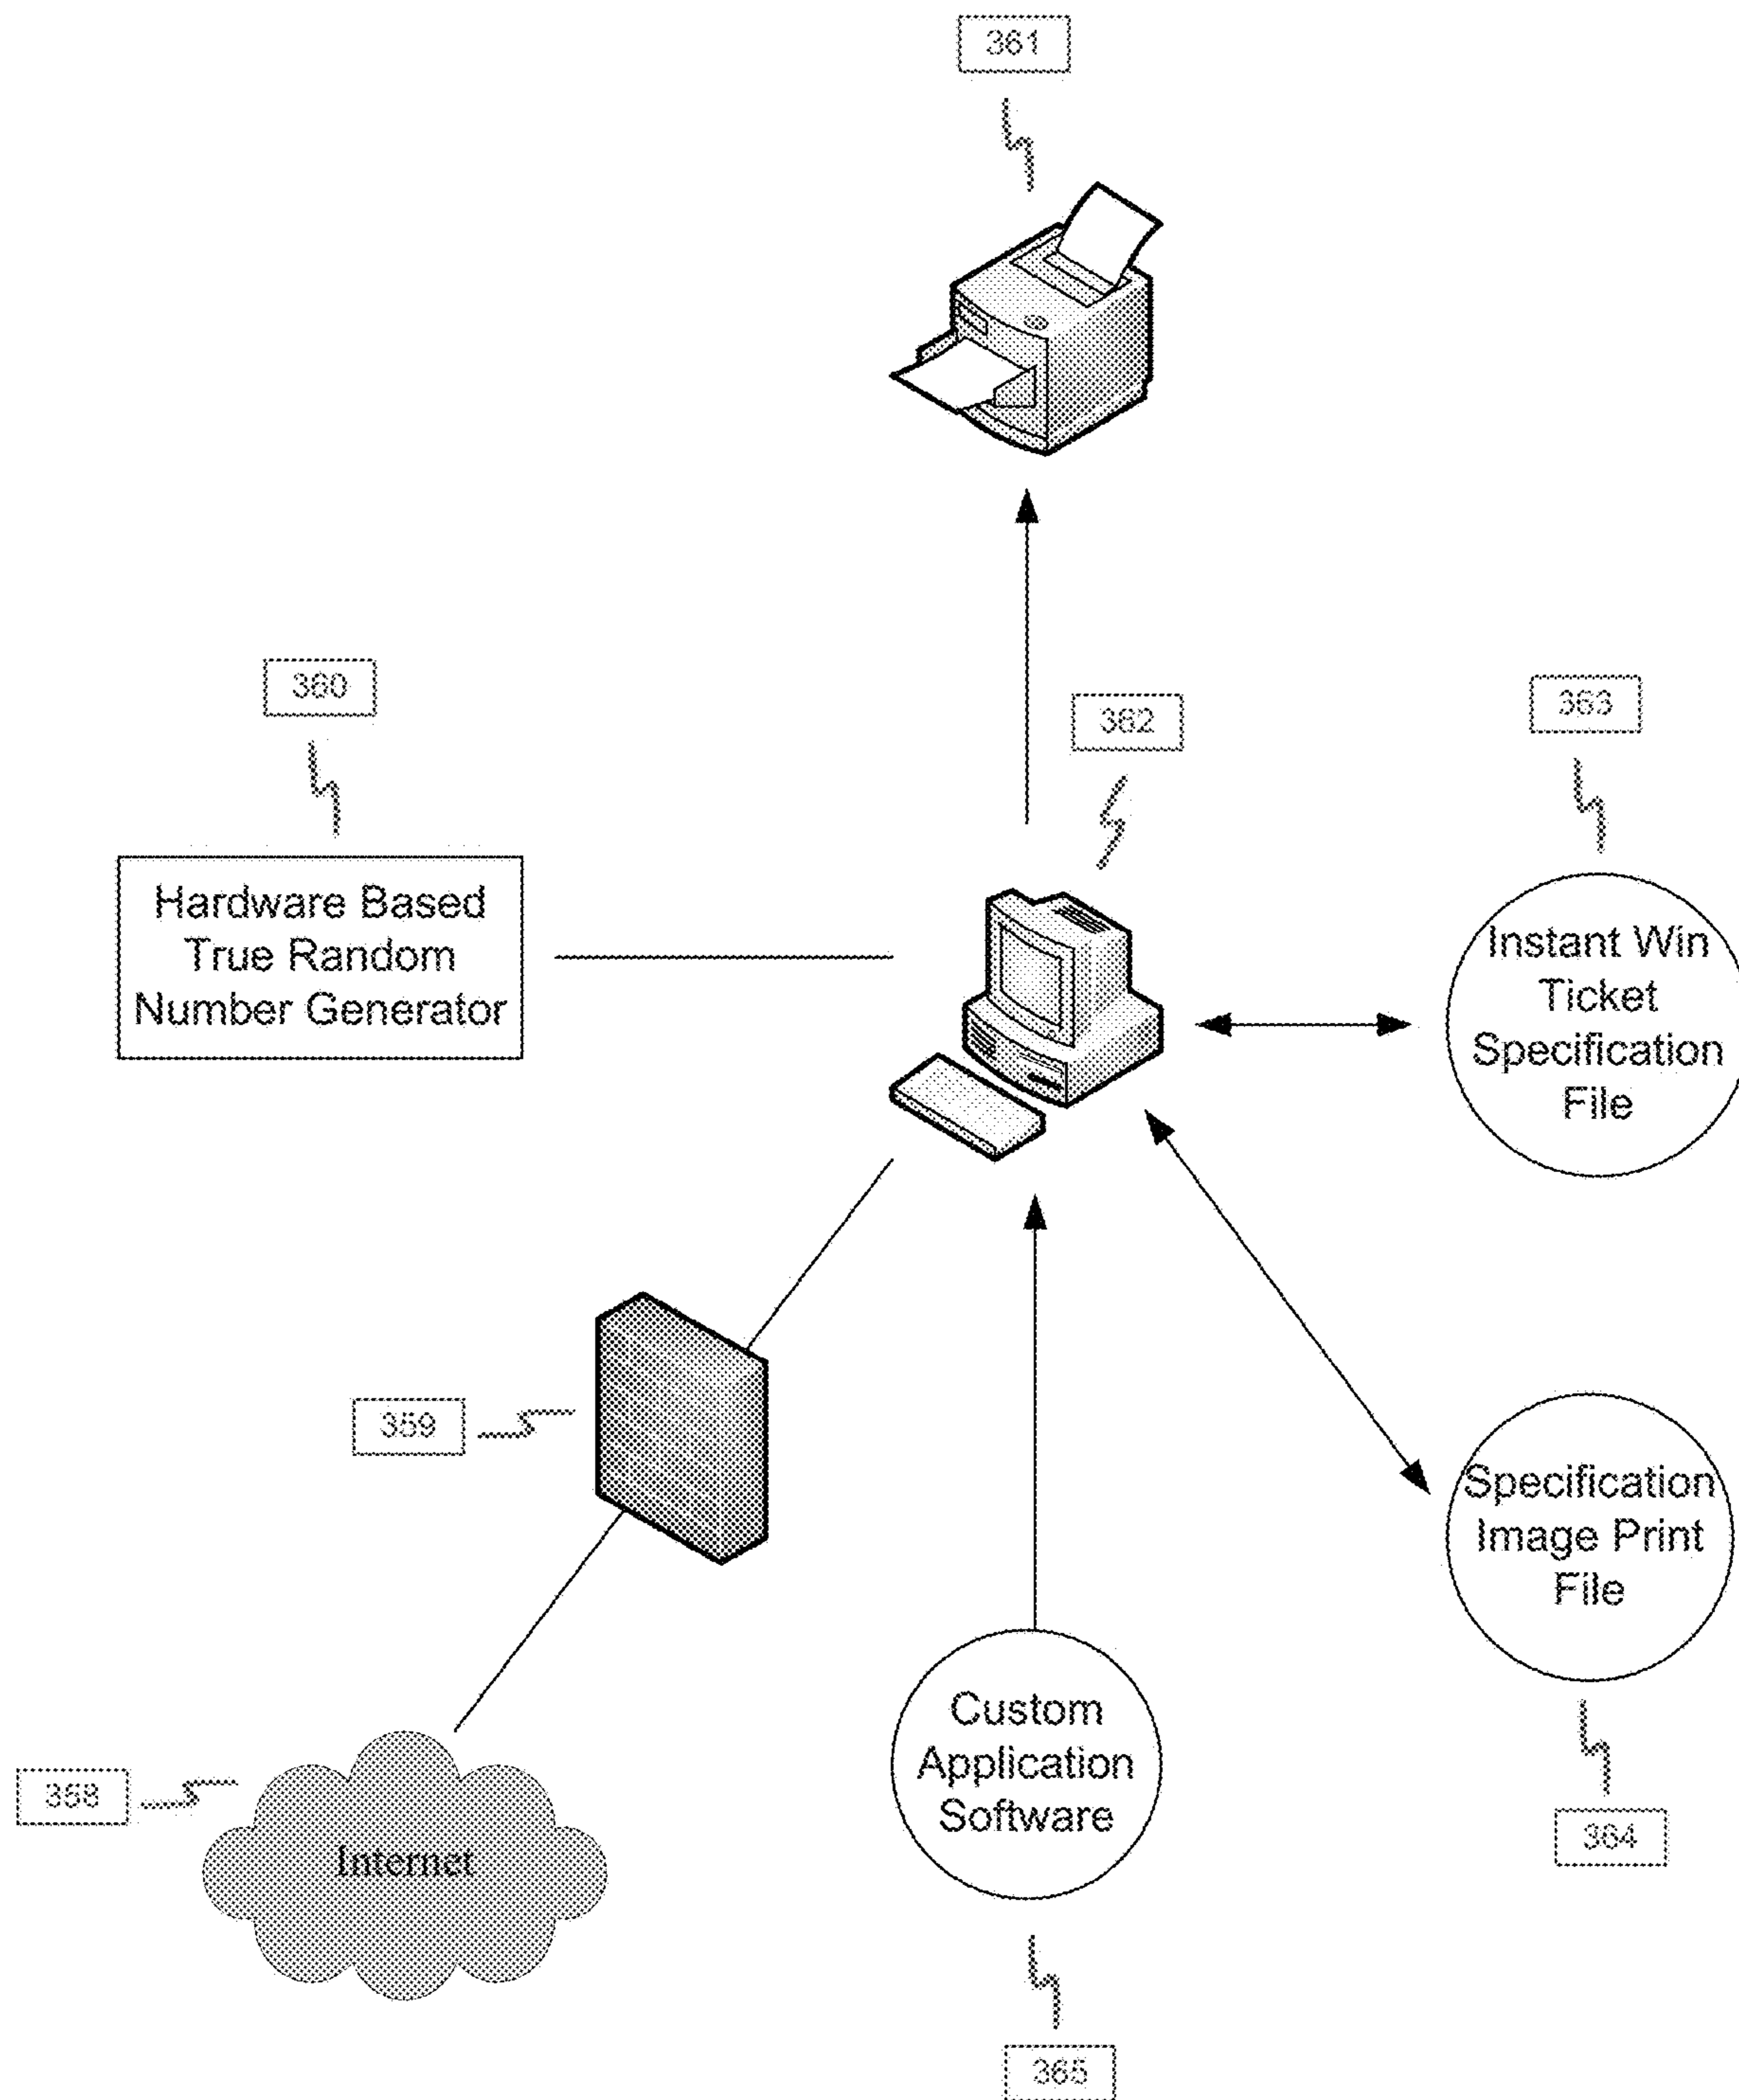 361
360
362
363
Hardware Based
True Random
Number Generator
Instant Win
Ticket
Specification
File
359
Specification
Image Print
File
358
Internet
Custom
Application
Software
364
365